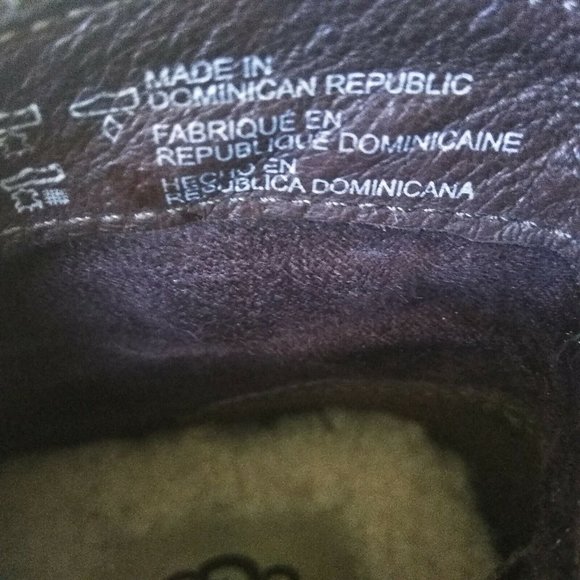 MADE IN
DOMINICAN REPUBLIC
FABRIQUÉ EN
REPUBLIQUE DOMINICAINE
HECHO EN
REPUBLICA DOMINICANA